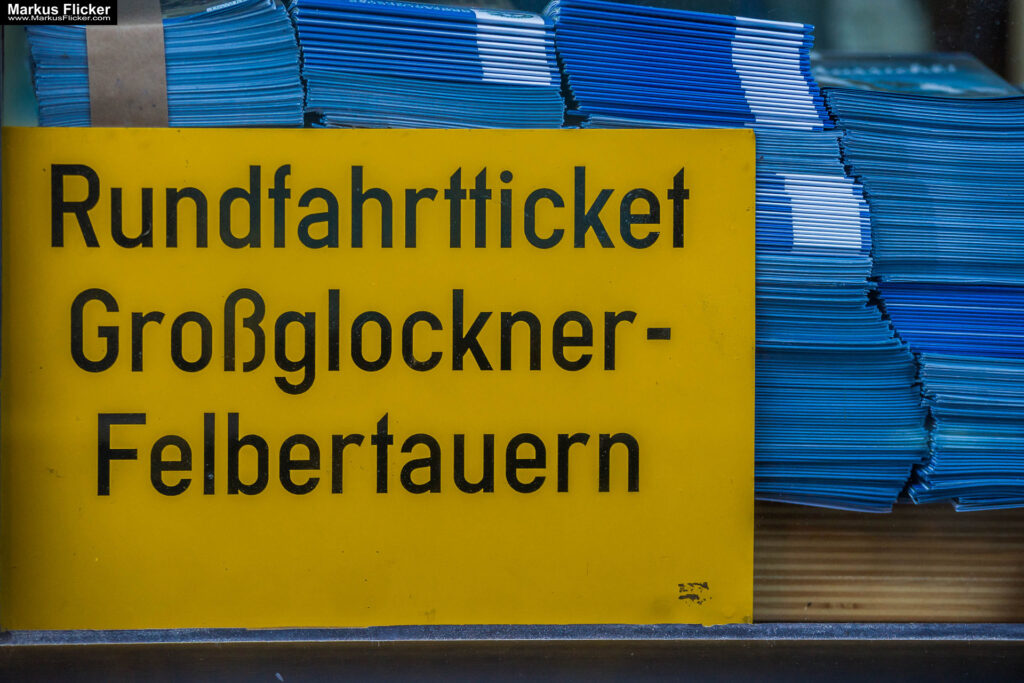 Markus Flicker
www.MarkusFlicker.com
Rundfahrtticket
Großglockner-
Felbertauern